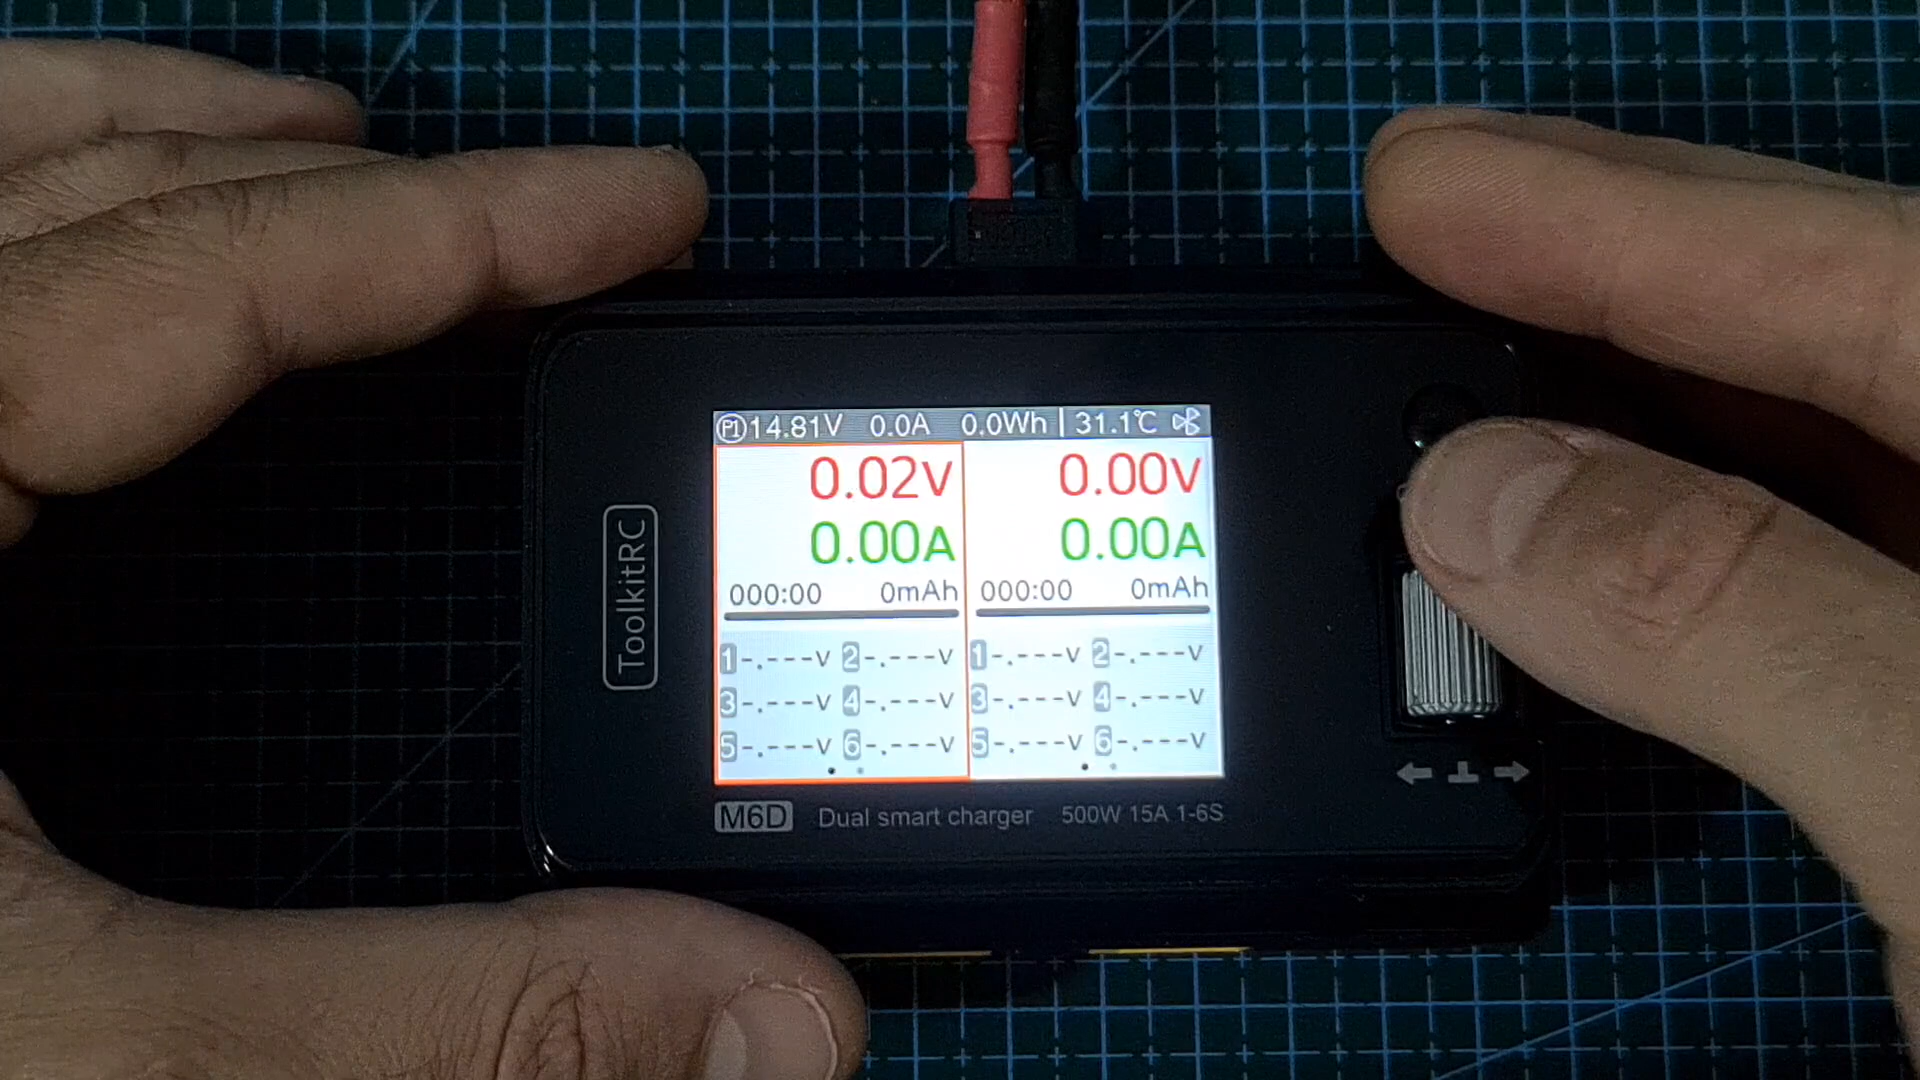 P1 14.81V 0.0A 0.0Wh | 31.1℃
0.02V 0.00V
0.00A 0.00A
000:00 0mAh 000:00 0mAh
1 -.---V 2 -.---V 1 -.---V 2 -.---V
3 -.---V 4 -.---V 3 -.---V 4 -.---V
5 -.---V 6 -.---V 5 -.---V 6 -.---V
ToolkitRC
M6D Dual smart charger 500W 15A 1-6S